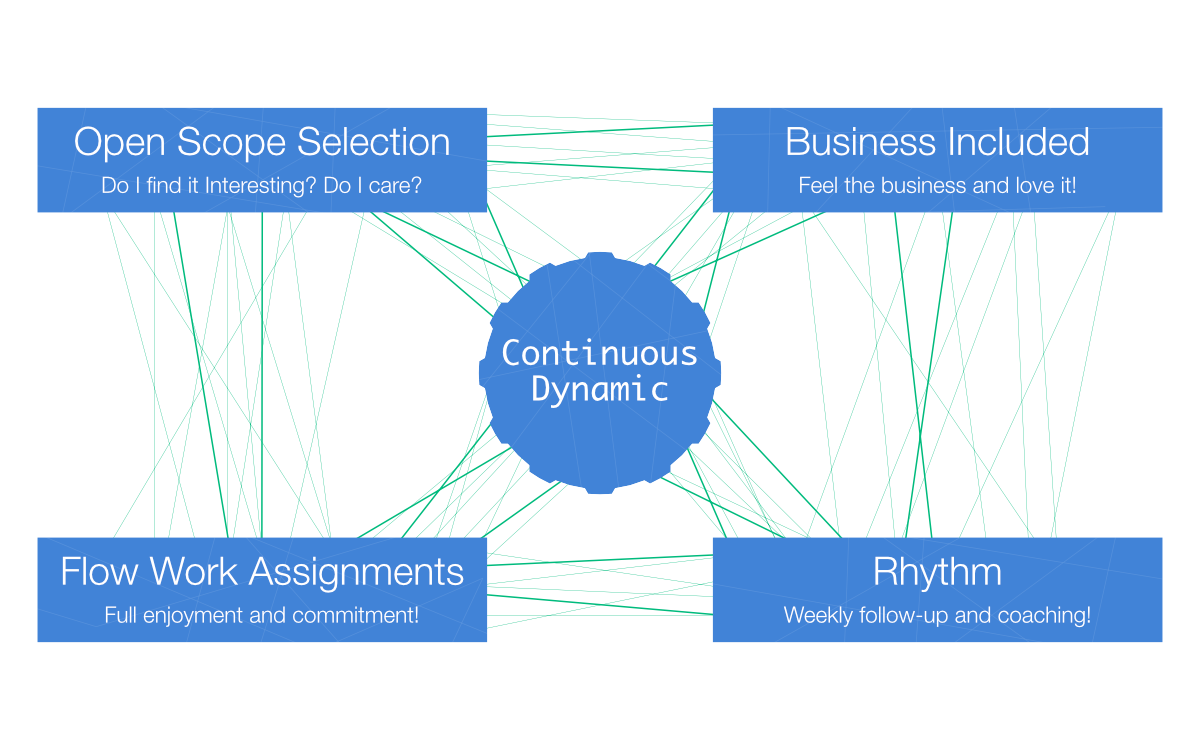 Open Scope Selection
Do I find it Interesting? Do I care?
Business Included
Feel the business and love it!
Continuous
Dynamic
Flow Work Assignments
Full enjoyment and commitment!
Rhythm
Weekly follow-up and coaching!